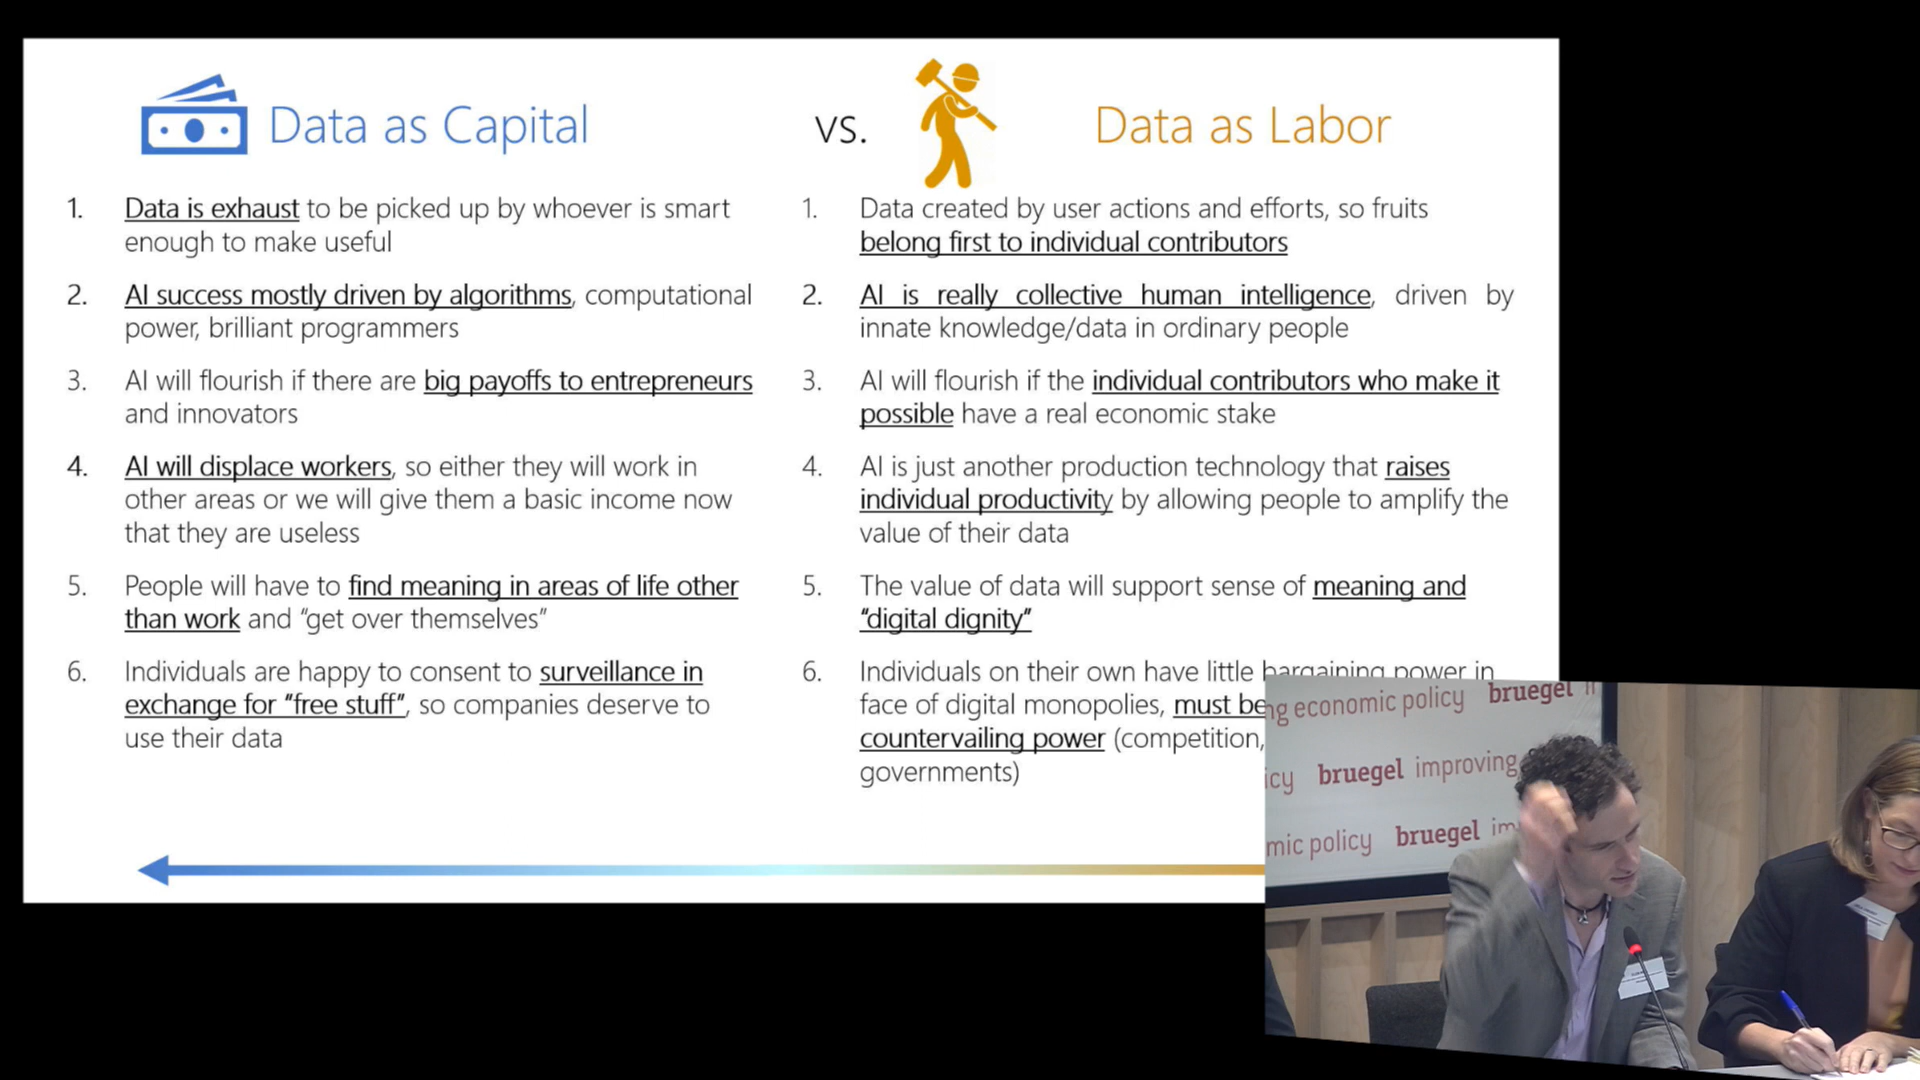 Data as Capital
vs.
Data as Labor
1. Data is exhaust to be picked up by whoever is smart
enough to make useful
2. AI success mostly driven by algorithms, computational
power, brilliant programmers
3. AI will flourish if there are big payoffs to entrepreneurs
and innovators
4. AI will displace workers, so either they will work in
other areas or we will give them a basic income now
that they are useless
5. People will have to find meaning in areas of life other
than work and “get over themselves”
6. Individuals are happy to consent to surveillance in
exchange for “free stuff”, so companies deserve to
use their data
1. Data created by user actions and efforts, so fruits
belong first to individual contributors
2. AI is really collective human intelligence, driven by
innate knowledge/data in ordinary people
3. AI will flourish if the individual contributors who make it
possible have a real economic stake
4. AI is just another production technology that raises
individual productivity by allowing people to amplify the
value of their data
5. The value of data will support sense of meaning and
“digital dignity”
6. Individuals on their own have little bargaining power in
face of digital monopolies, must be
countervailing power (competition,
governments)
ng economic policy bruegel
icy bruegel improving
mic policy bruegel im